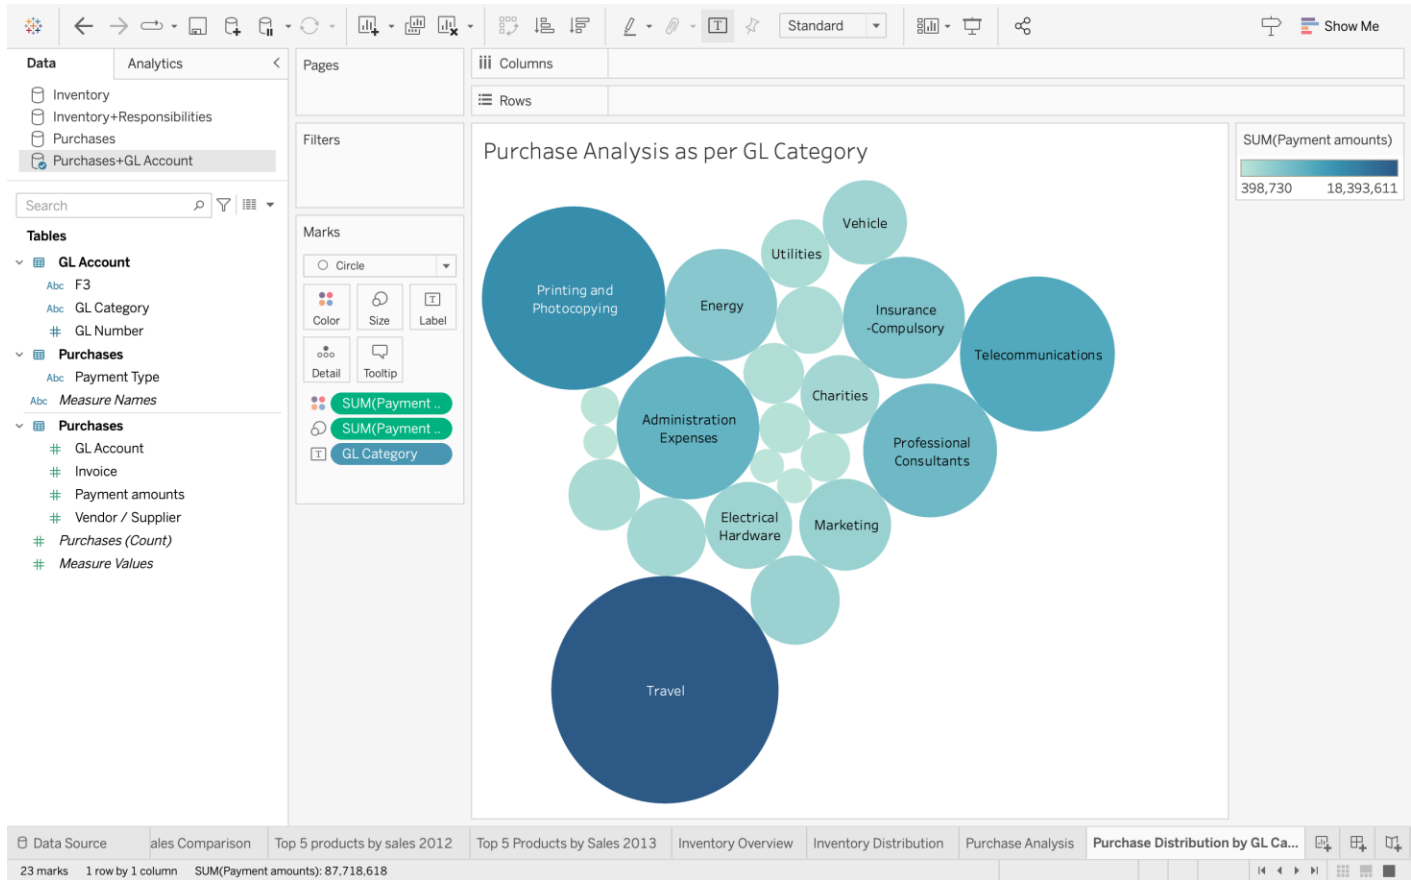 Standard
Show Me
Data
Analytics
Inventory
Inventory+Responsibilities
Purchases
Purchases+GL Account
Search
Tables
GL Account
Abc F3
Abc GL Category
GL Number
Purchases
Abc Payment Type
Abc Measure Names
Purchases
GL Account
Invoice
Payment amounts
Vendor / Supplier
Purchases (Count)
Measure Values
Pages
Filters
Marks
Circle
Color
Size
T
Label
Detail
Tooltip
SUM(Payment ..
SUM(Payment ..
T GL Category
Columns
Rows
Purchase Analysis as per GL Category
Vehicle
Utilities
Printing and
Photocopying
Energy
Insurance
-Compulsory
Telecommunications
Charities
Administration
Expenses
Professional
Consultants
Electrical
Hardware
Marketing
Travel
SUM(Payment amounts)
398,730 18,393,611
Data Source
ales Comparison
Top 5 products by sales 2012
Top 5 Products by Sales 2013
Inventory Overview
Inventory Distribution
Purchase Analysis
Purchase Distribution by GL Ca...
23 marks 1 row by 1 column SUM(Payment amounts): 87,718,618